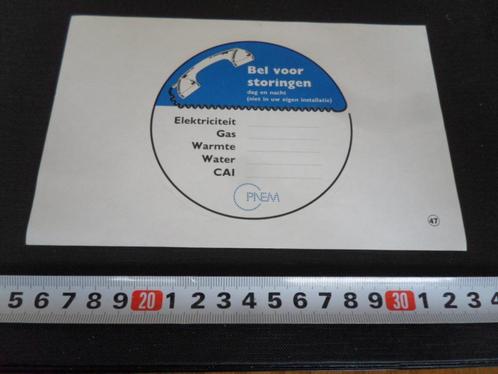 Bel voor
storingen
dag en nacht
(niet in uw eigen installatie)
Elektriciteit
Gas
Warmte
Water
CAI
PNEM
47
5 6 7 8 9 20 1 2 3 4 5 6 7 8 9 30 1 2 3 4